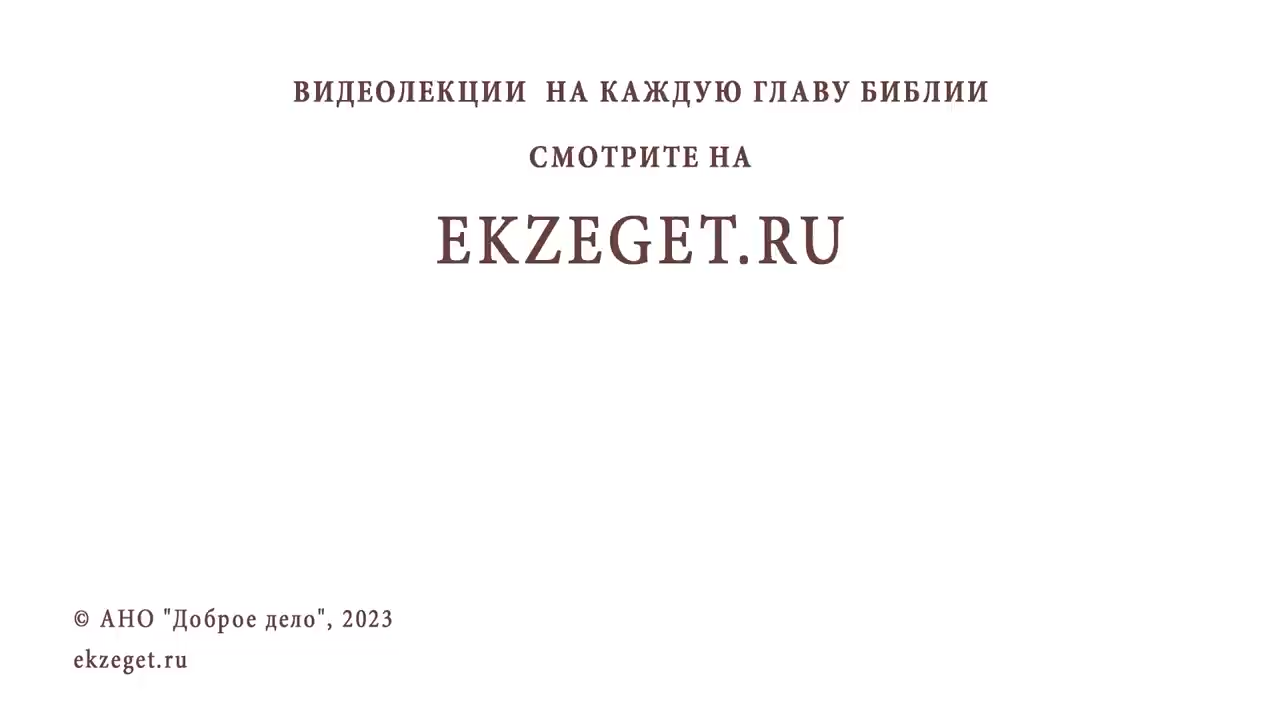 ВИДЕОЛЕКЦИИ НА КАЖДУЮ ГЛАВУ БИБЛИИ
СМОТРИТЕ НА
EKZEGET.RU
© АНО "Доброе дело", 2023
ekzeget.ru